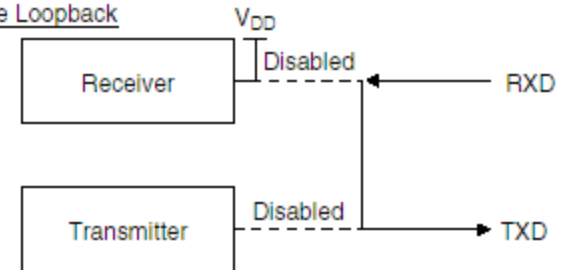 e Loopback
VDD
Disabled
Receiver
RXD
Disabled
Transmitter
TXD